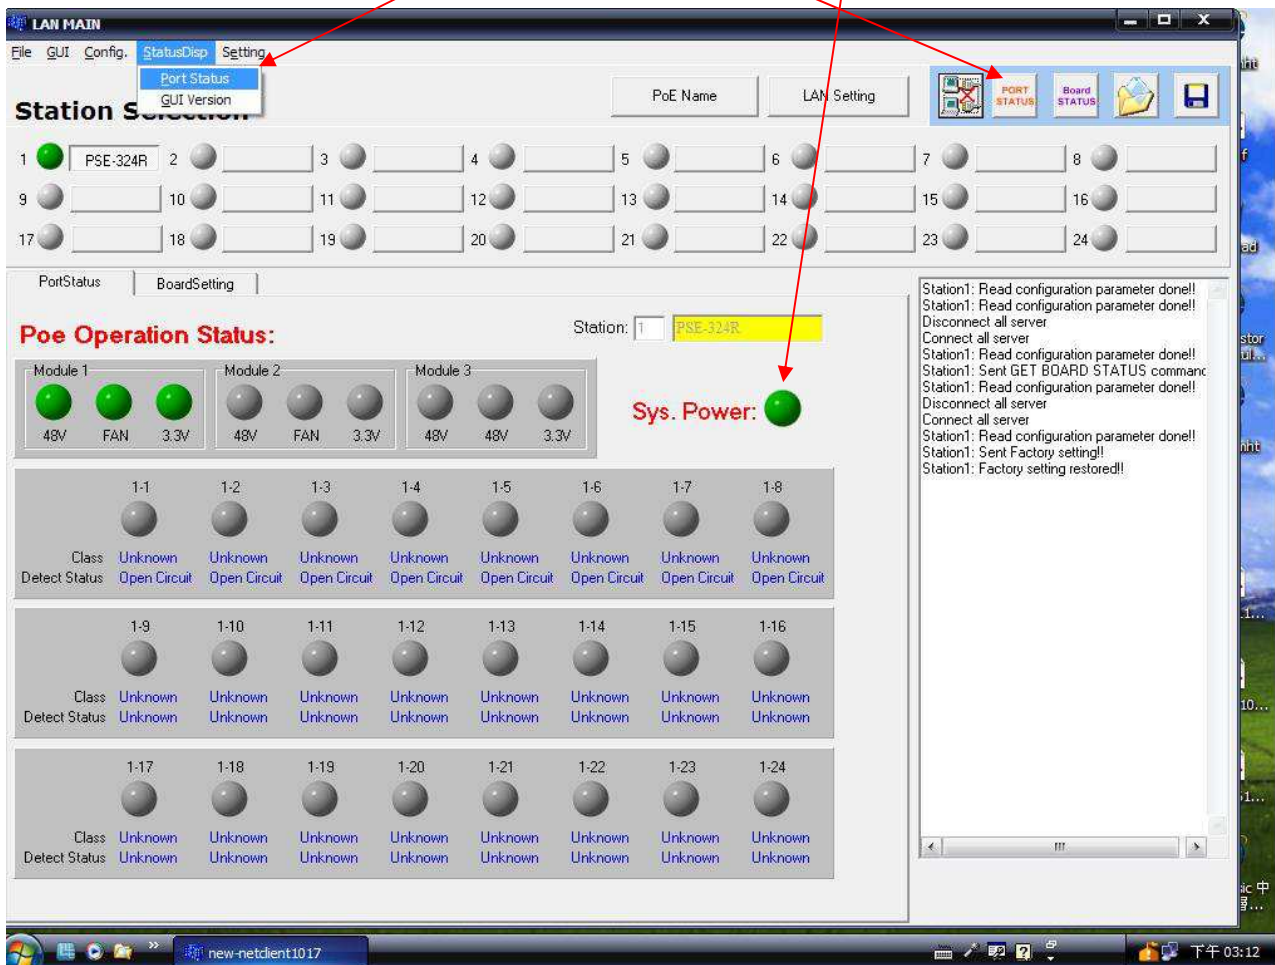 LAN MAIN
File GUI Config. StatusDisp Setting
Port Status
GUI Version
Station
PoE Name LAN Setting
PORT STATUS
Board STATUS
1 PSE-324R 2 3 4 5 6 7 8
9 10 11 12 13 14 15 16
17 18 19 20 21 22 23 24
PortStatus BoardSetting
Poe Operation Status:
Station: 1 PSE-324R
Module 1 Module 2 Module 3
48V FAN 3.3V 48V FAN 3.3V 48V 48V 3.3V
Sys. Power:
1-1 1-2 1-3 1-4 1-5 1-6 1-7 1-8
Class Unknown Unknown Unknown Unknown Unknown Unknown Unknown Unknown
Detect Status Open Circuit Open Circuit Open Circuit Open Circuit Open Circuit Open Circuit Open Circuit Open Circuit
1-9 1-10 1-11 1-12 1-13 1-14 1-15 1-16
Class Unknown Unknown Unknown Unknown Unknown Unknown Unknown Unknown
Detect Status Unknown Unknown Unknown Unknown Unknown Unknown Unknown Unknown
1-17 1-18 1-19 1-20 1-21 1-22 1-23 1-24
Class Unknown Unknown Unknown Unknown Unknown Unknown Unknown Unknown
Detect Status Unknown Unknown Unknown Unknown Unknown Unknown Unknown Unknown
Station1: Read configuration parameter done!!
Station1: Read configuration parameter done!!
Disconnect all server
Connect all server
Station1: Read configuration parameter done!!
Station1: Sent GET BOARD STATUS command
Station1: Read configuration parameter done!!
Disconnect all server
Connect all server
Station1: Read configuration parameter done!!
Station1: Sent Factory setting!!
Station1: Factory setting restored!!
new-netclient1017
下午 03:12